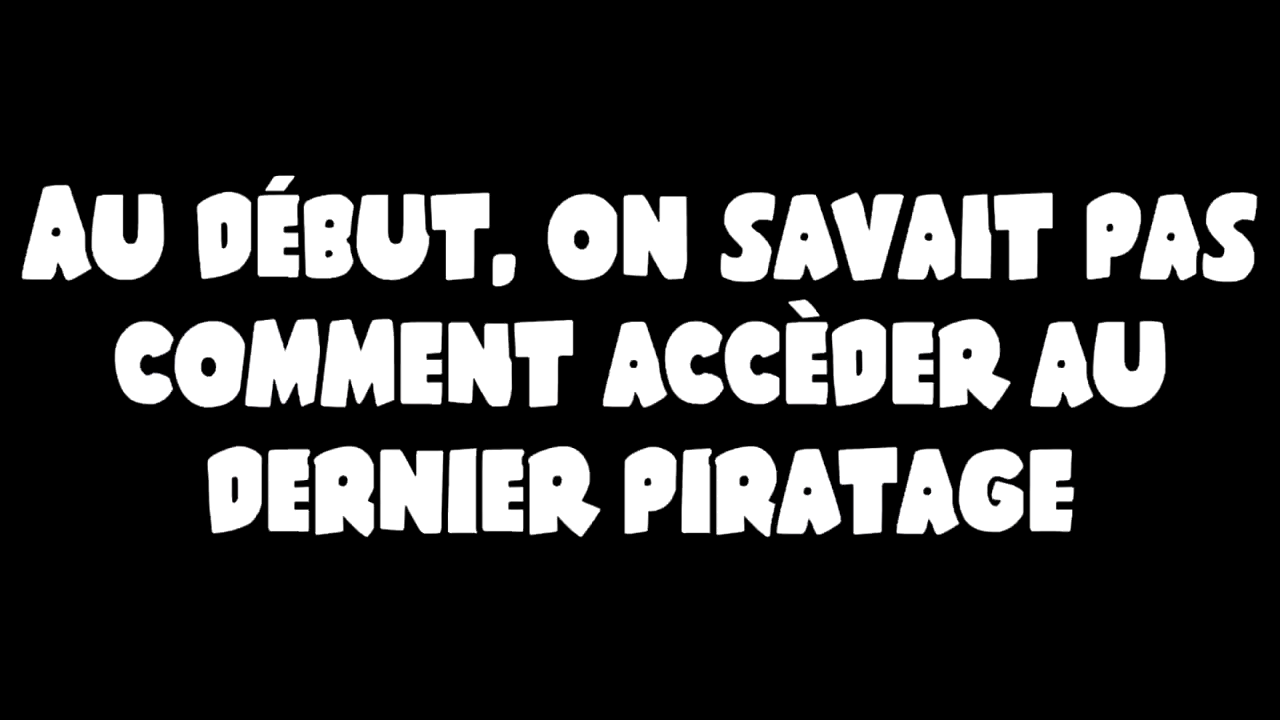 AU DÉBUT, ON SAVAIT PAS
COMMENT ACCÈDER AU
DERNIER PIRATAGE